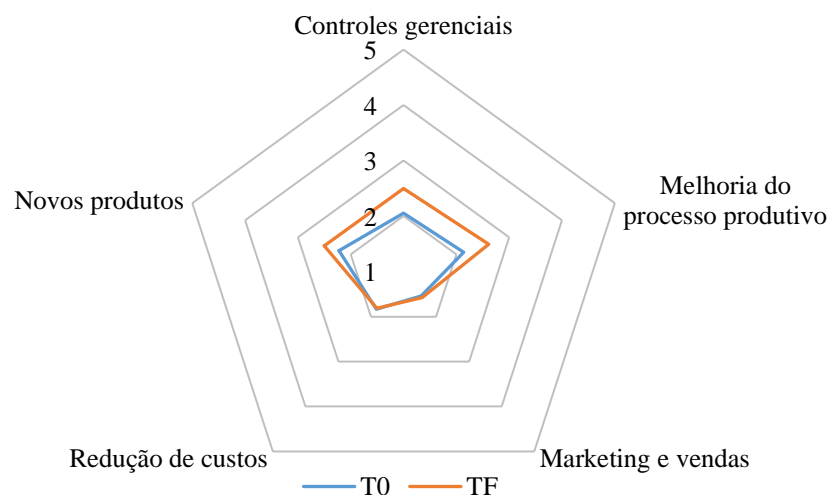 Controles gerenciais
5
4
3
2
1
Novos produtos
Melhoria do
processo produtivo
Redução de custos
Marketing e vendas
T0
TF